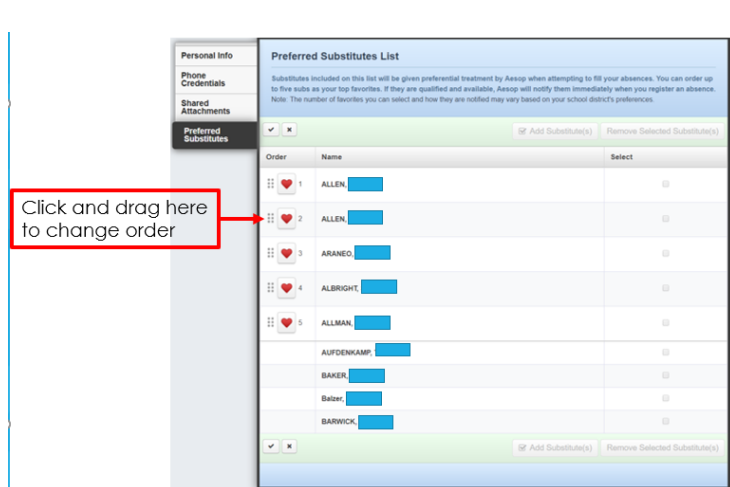 Personal Info
Phone
Credentials
Shared
Attachments
Preferred
Substitutes
Preferred Substitutes List
Substitutes included on this list will be given preferential treatment by Aesop when attempting to fill your absences. You can order up
to five subs as your top favorites. If they are qualified and available, Aesop will notify them immediately when you register an absence.
Note: The number of favorites you can select and how they are notified may vary based on your school district's preferences.
Add Substitute(s) Remove Selected Substitute(s)
Order Name Select
1 ALLEN,
Click and drag here
to change order
2 ALLEN,
3 ARANEO,
4 ALBRIGHT,
5 ALLMAN,
AUFDENKAMP,
BAKER,
Balzer,
BARWICK,
Add Substitute(s) Remove Selected Substitute(s)